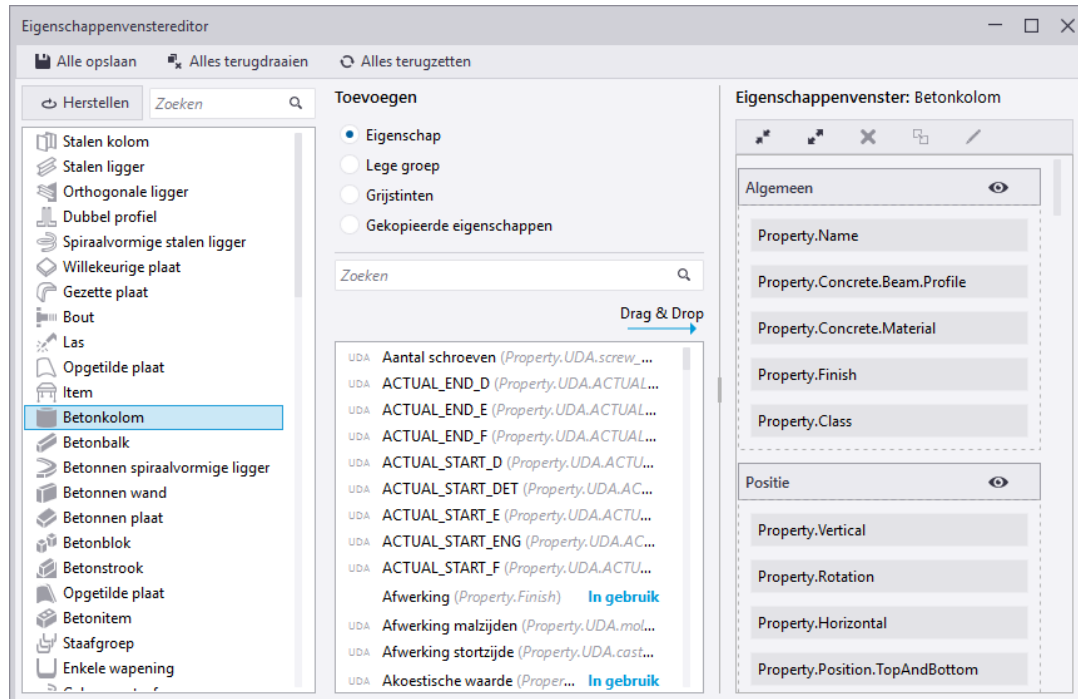 Eigenschappenvenstereditor
Alle opslaan Alles terugdraaien Alles terugzetten
Herstellen Zoeken
Stalen kolom
Stalen ligger
Orthogonale ligger
Dubbel profiel
Spiraalvormige stalen ligger
Willekeurige plaat
Gezette plaat
Bout
Las
Opgetilde plaat
Item
Betonkolom
Betonbalk
Betonnen spiraalvormige ligger
Betonnen wand
Betonnen plaat
Betonblok
Betonstrook
Opgetilde plaat
Betonitem
Staafgroep
Enkele wapening
Toevoegen
Eigenschap
Lege groep
Grijstinten
Gekopieerde eigenschappen
Zoeken
Drag & Drop
UDA Aantal schroeven (Property.UDA.screw_...
UDA ACTUAL_END_D (Property.UDA.ACTUAL...
UDA ACTUAL_END_E (Property.UDA.ACTUAL...
UDA ACTUAL_END_F (Property.UDA.ACTUAL...
UDA ACTUAL_START_D (Property.UDA.ACTU...
UDA ACTUAL_START_DET (Property.UDA.AC...
UDA ACTUAL_START_E (Property.UDA.ACTU...
UDA ACTUAL_START_ENG (Property.UDA.AC...
UDA ACTUAL_START_F (Property.UDA.ACTU...
Afwerking (Property.Finish) In gebruik
UDA Afwerking malzijden (Property.UDA.mol...
UDA Afwerking stortzijde (Property.UDA.cast...
UDA Akoestische waarde (Proper... In gebruik
Eigenschappenvenster: Betonkolom
Algemeen
Property.Name
Property.Concrete.Beam.Profile
Property.Concrete.Material
Property.Finish
Property.Class
Positie
Property.Vertical
Property.Rotation
Property.Horizontal
Property.Position.TopAndBottom